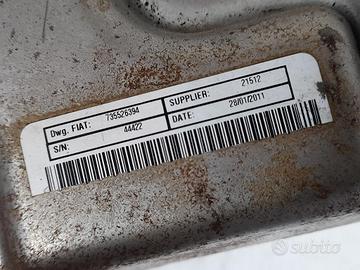 Dwg. FIAT: 735526394 SUPPLIER: 21512
S/N: 44422 DATE: 28/01/2011
subito